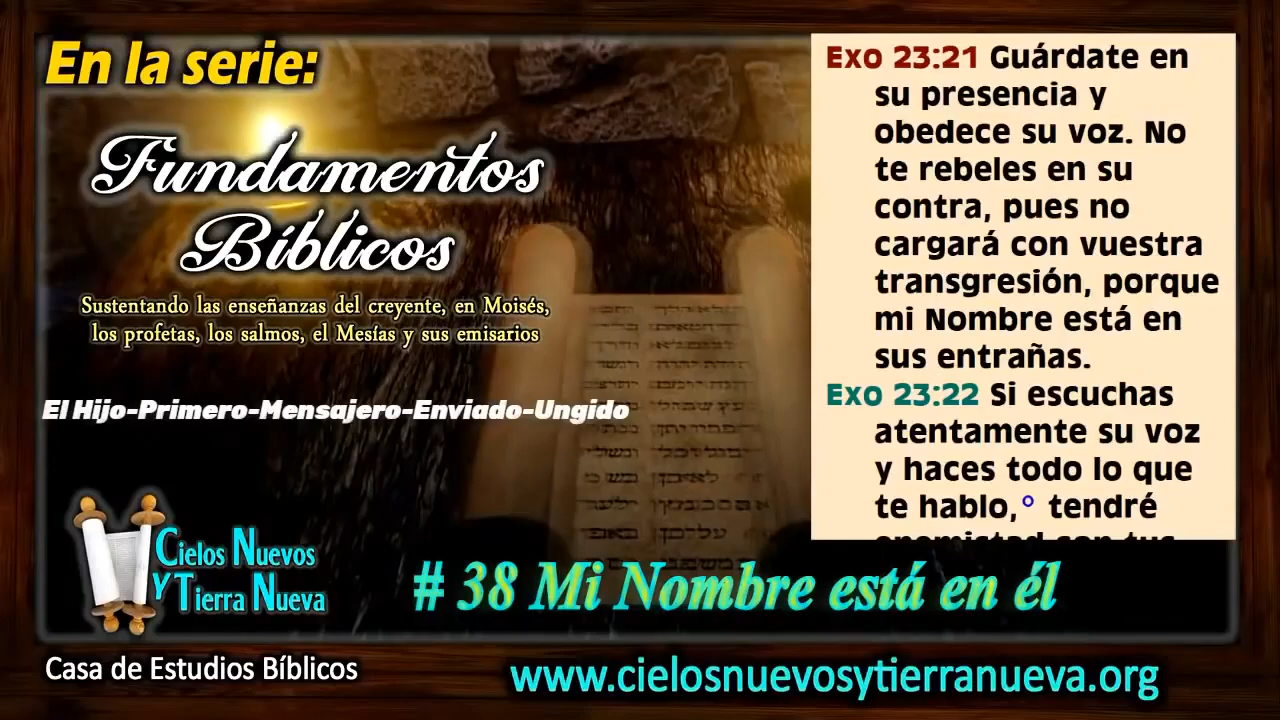 En la serie:
Fundamentos
Bíblicos
Sustentando las enseñanzas del creyente, en Moisés,
los profetas, los salmos, el Mesías y sus emisarios
El Hijo-Primero-Mensajero-Enviado-Ungido
Exo 23:21 Guárdate en
su presencia y
obedece su voz. No
te rebeles en su
contra, pues no
cargará con vuestra
transgresión, porque
mi Nombre está en
sus entrañas.
Exo 23:22 Si escuchas
atentamente su voz
y haces todo lo que
te hablo,° tendré
Cielos Nuevos
Y Tierra Nueva
# 38 Mi Nombre está en él
Casa de Estudios Bíblicos
www.cielosnuevosytierranueva.org